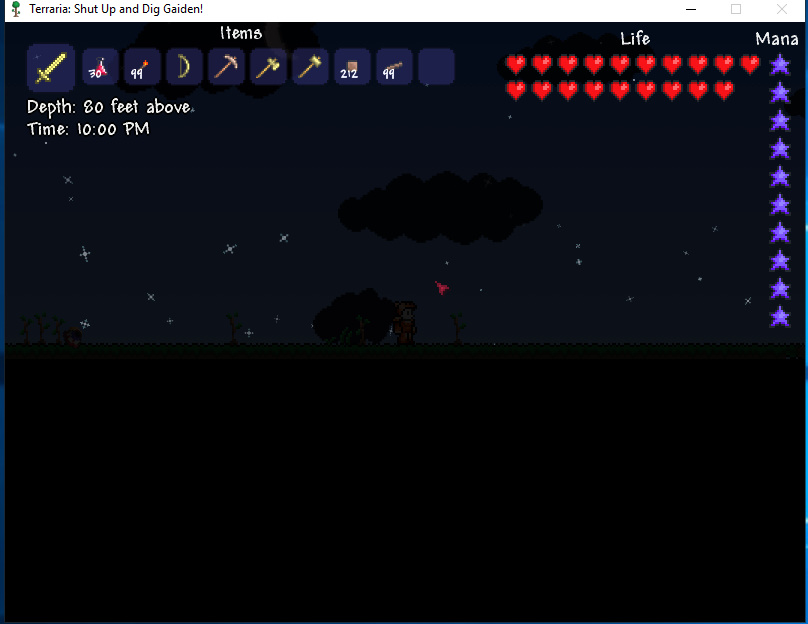 Terraria: Shut Up and Dig Gaiden!
Items
Life
Mana
30
99
212
99
Depth: 80 feet above
Time: 10:00 PM